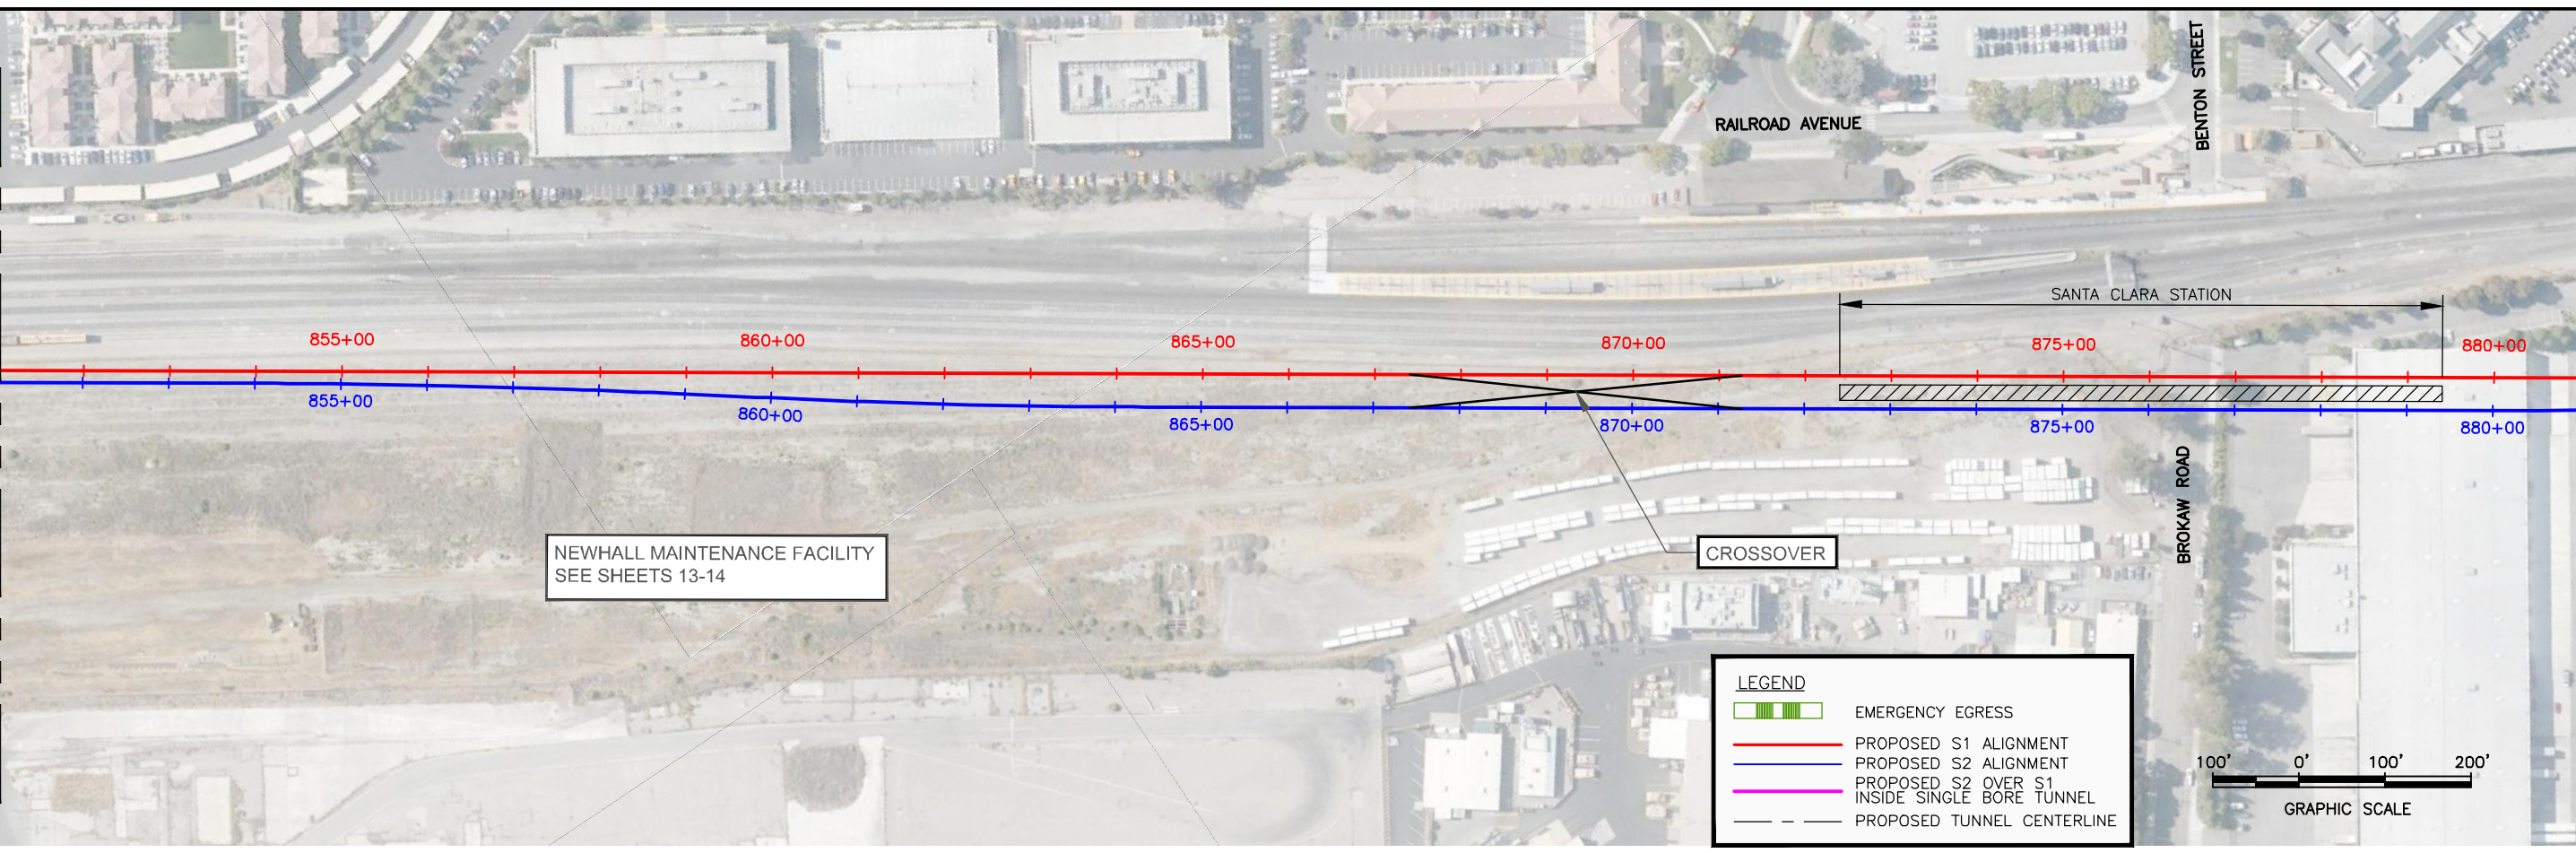 BENTON STREET
RAILROAD AVENUE
SANTA CLARA STATION
855+00
860+00
865+00
870+00
875+00
880+00
855+00
860+00
865+00
870+00
875+00
880+00
BROKAW ROAD
NEWHALL MAINTENANCE FACILITY
SEE SHEETS 13-14
CROSSOVER
LEGEND
EMERGENCY EGRESS
PROPOSED S1 ALIGNMENT
PROPOSED S2 ALIGNMENT
PROPOSED S2 OVER S1
INSIDE SINGLE BORE TUNNEL
PROPOSED TUNNEL CENTERLINE
100' 0' 100' 200'
GRAPHIC SCALE